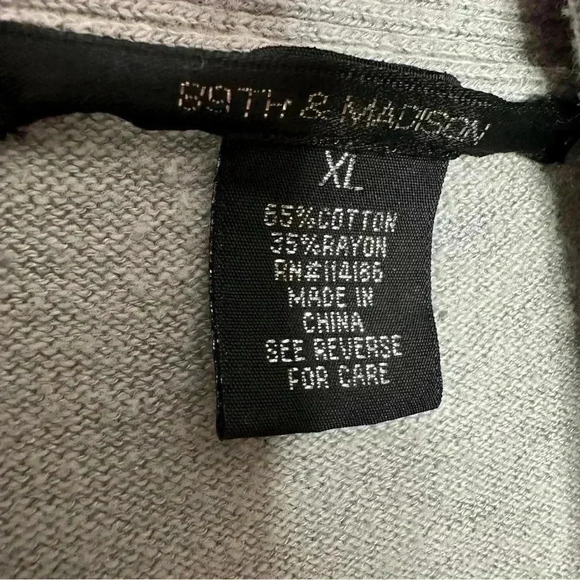 89TH & MADISON
XL
65%COTTON
35%RAYON
RN#114186
MADE IN
CHINA
SEE REVERSE
FOR CARE